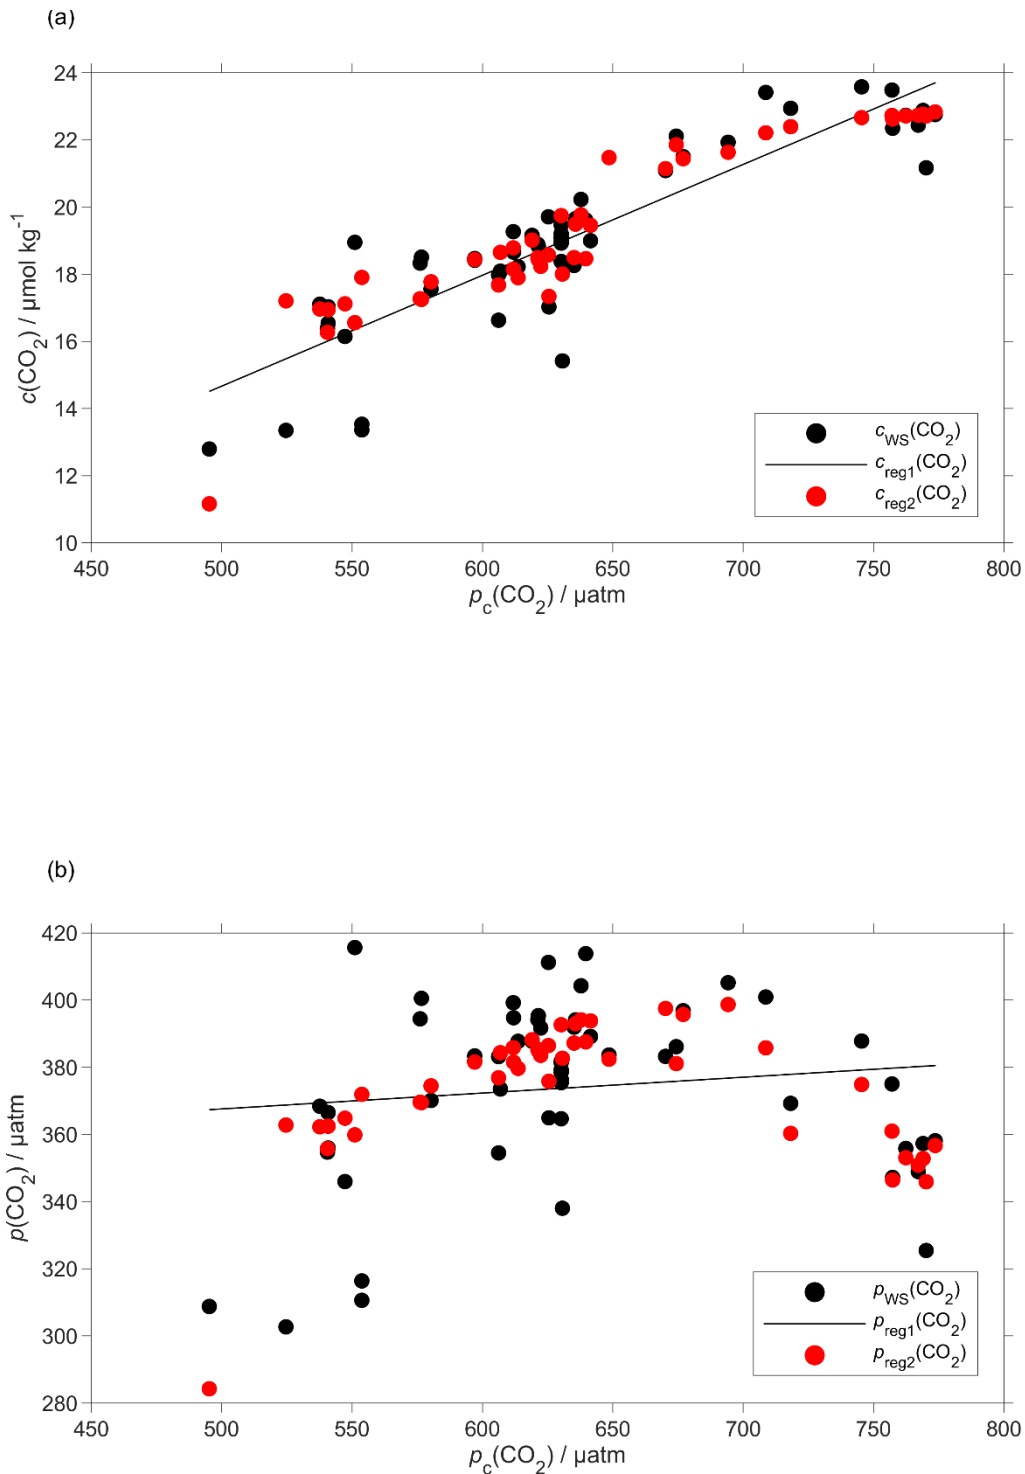 (a)
24
22
20
18
16
14
12
10
c(CO2) / µmol kg-1
cWS(CO2)
creg1(CO2)
creg2(CO2)
450 500 550 600 650 700 750 800
pc(CO2) / µatm
(b)
420
400
380
360
340
320
300
280
p(CO2) / µatm
pWS(CO2)
preg1(CO2)
preg2(CO2)
450 500 550 600 650 700 750 800
pc(CO2) / µatm